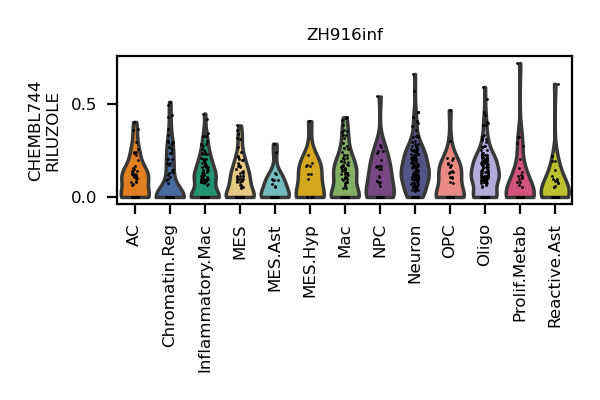 ZH916inf
CHEMBL744
RILUZOLE
0.5
0.0
AC
Chromatin.Reg
Inflammatory.Mac
MES
MES.Ast
MES.Hyp
Mac
NPC
Neuron
OPC
Oligo
Prolif.Metab
Reactive.Ast